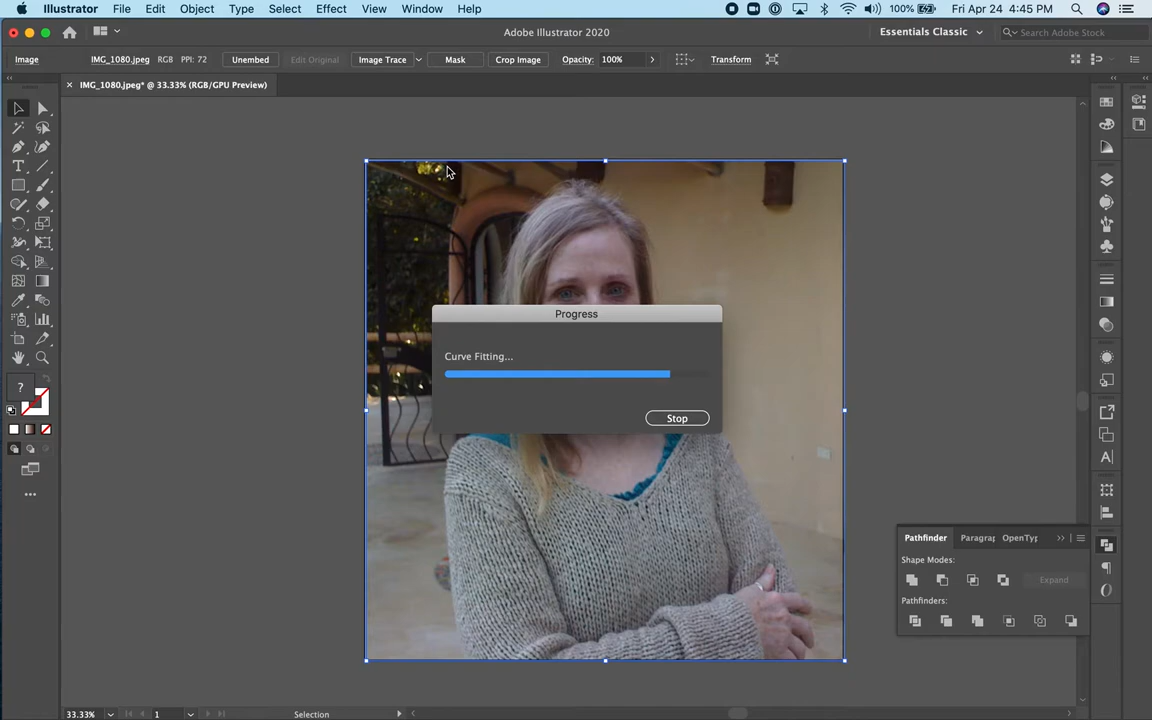 Illustrator File Edit Object Type Select Effect View Window Help 100% Fri Apr 24 4:45 PM
Adobe Illustrator 2020 Essentials Classic Search Adobe Stock
Image IMG_1080.jpeg RGB PPI: 72 Unembed Edit Original Image Trace Mask Crop Image Opacity: 100% Transform
× IMG_1080.jpeg* @ 33.33% (RGB/GPU Preview)
Progress
Curve Fitting...
Stop
?
Pathfinder Paragraph OpenTyp
Shape Modes:
Expand
Pathfinders:
33.33% 1 Selection